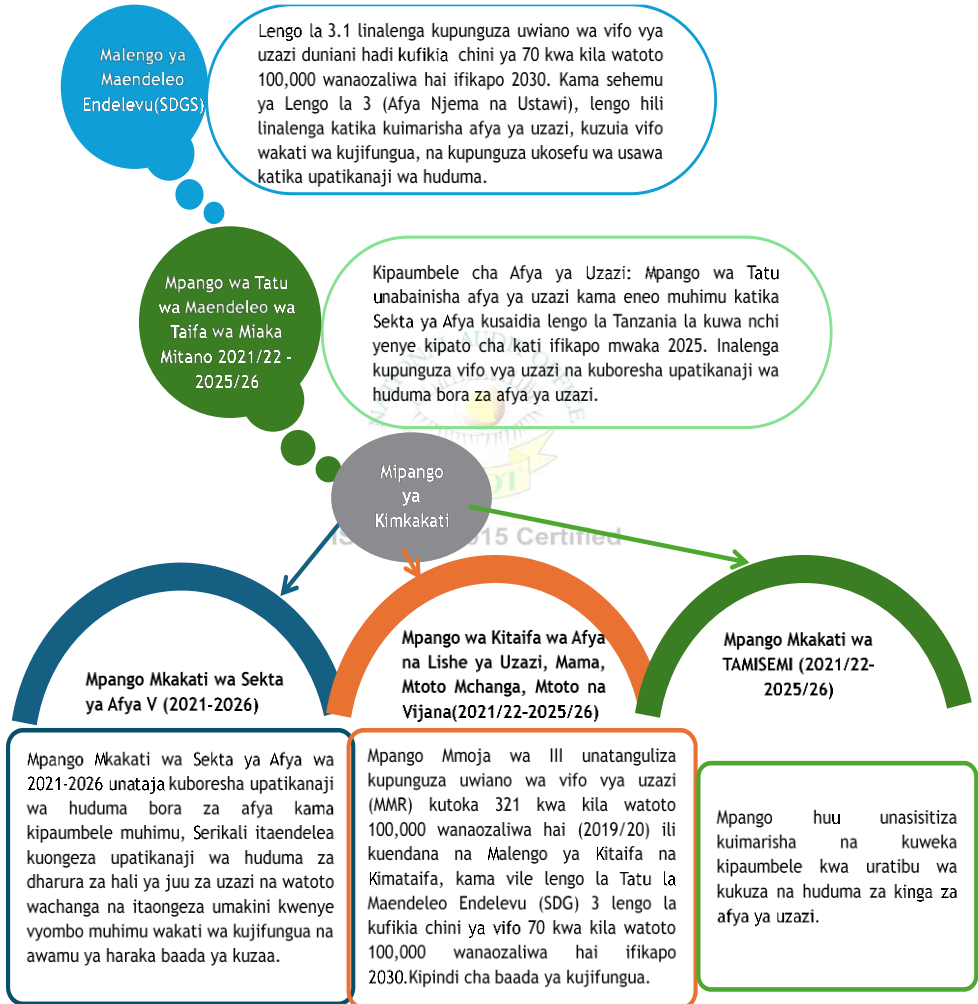 Malengo ya
Maendeleo
Endelevu(SDGS)
Lengo la 3.1 linalenga kupunguza uwiano wa vifo vya
uzazi duniani hadi kufikia chini ya 70 kwa kila watoto
100,000 wanaozaliwa hai ifikapo 2030. Kama sehemu
ya Lengo la 3 (Afya Njema na Ustawi), lengo hili
linalenga katika kuimarisha afya ya uzazi, kuzuia vifo
wakati wa kujifungua, na kupunguza ukosefu wa usawa
katika upatikanaji wa huduma.
Mpango wa Tatu
wa Maendeleo wa
Taifa wa Miaka
Mitano 2021/22 -
2025/26
Kipaumbele cha Afya ya Uzazi: Mpango wa Tatu
unabainisha afya ya uzazi kama eneo muhimu katika
Sekta ya Afya kusaidia lengo la Tanzania la kuwa nchi
yenye kipato cha kati ifikapo mwaka 2025. Inalenga
kupunguza vifo vya uzazi na kuboresha upatikanaji wa
huduma bora za afya ya uzazi.
NATIONAL AUDIT OFFICE
Mipango
ya
Kimkakati
Certified
Mpango Mkakati wa Sekta
ya Afya V (2021-2026)
Mpango Mkakati wa Sekta ya Afya wa
2021-2026 unataja kuboresha upatikanaji
wa huduma bora za afya kama
kipaumbele muhimu, Serikali itaendelea
kuongeza upatikanaji wa huduma za
dharura za hali ya juu za uzazi na watoto
wachanga na itaongeza umakini kwenye
vyombo muhimu wakati wa kujifungua na
awamu ya haraka baada ya kuzaa.
Mpango wa Kitaifa wa Afya
na Lishe ya Uzazi, Mama,
Mtoto Mchanga, Mtoto na
Vijana(2021/22-2025/26)
Mpango Mmoja wa III unatanguliza
kupunguza uwiano wa vifo vya uzazi
(MMR) kutoka 321 kwa kila watoto
100,000 wanaozaliwa hai (2019/20) ili
kuendana na Malengo ya Kitaifa na
Kimataifa, kama vile lengo la Tatu la
Maendeleo Endelevu (SDG) 3 lengo la
kufikia chini ya vifo 70 kwa kila watoto
100,000 wanaozaliwa hai ifikapo
2030.Kipindi cha baada ya kujifungua.
Mpango Mkakati wa
TAMISEMI (2021/22-
2025/26)
Mpango huu unasisitiza
kuimarisha na kuweka
kipaumbele kwa uratibu wa
kukuza na huduma za kinga za
afya ya uzazi.